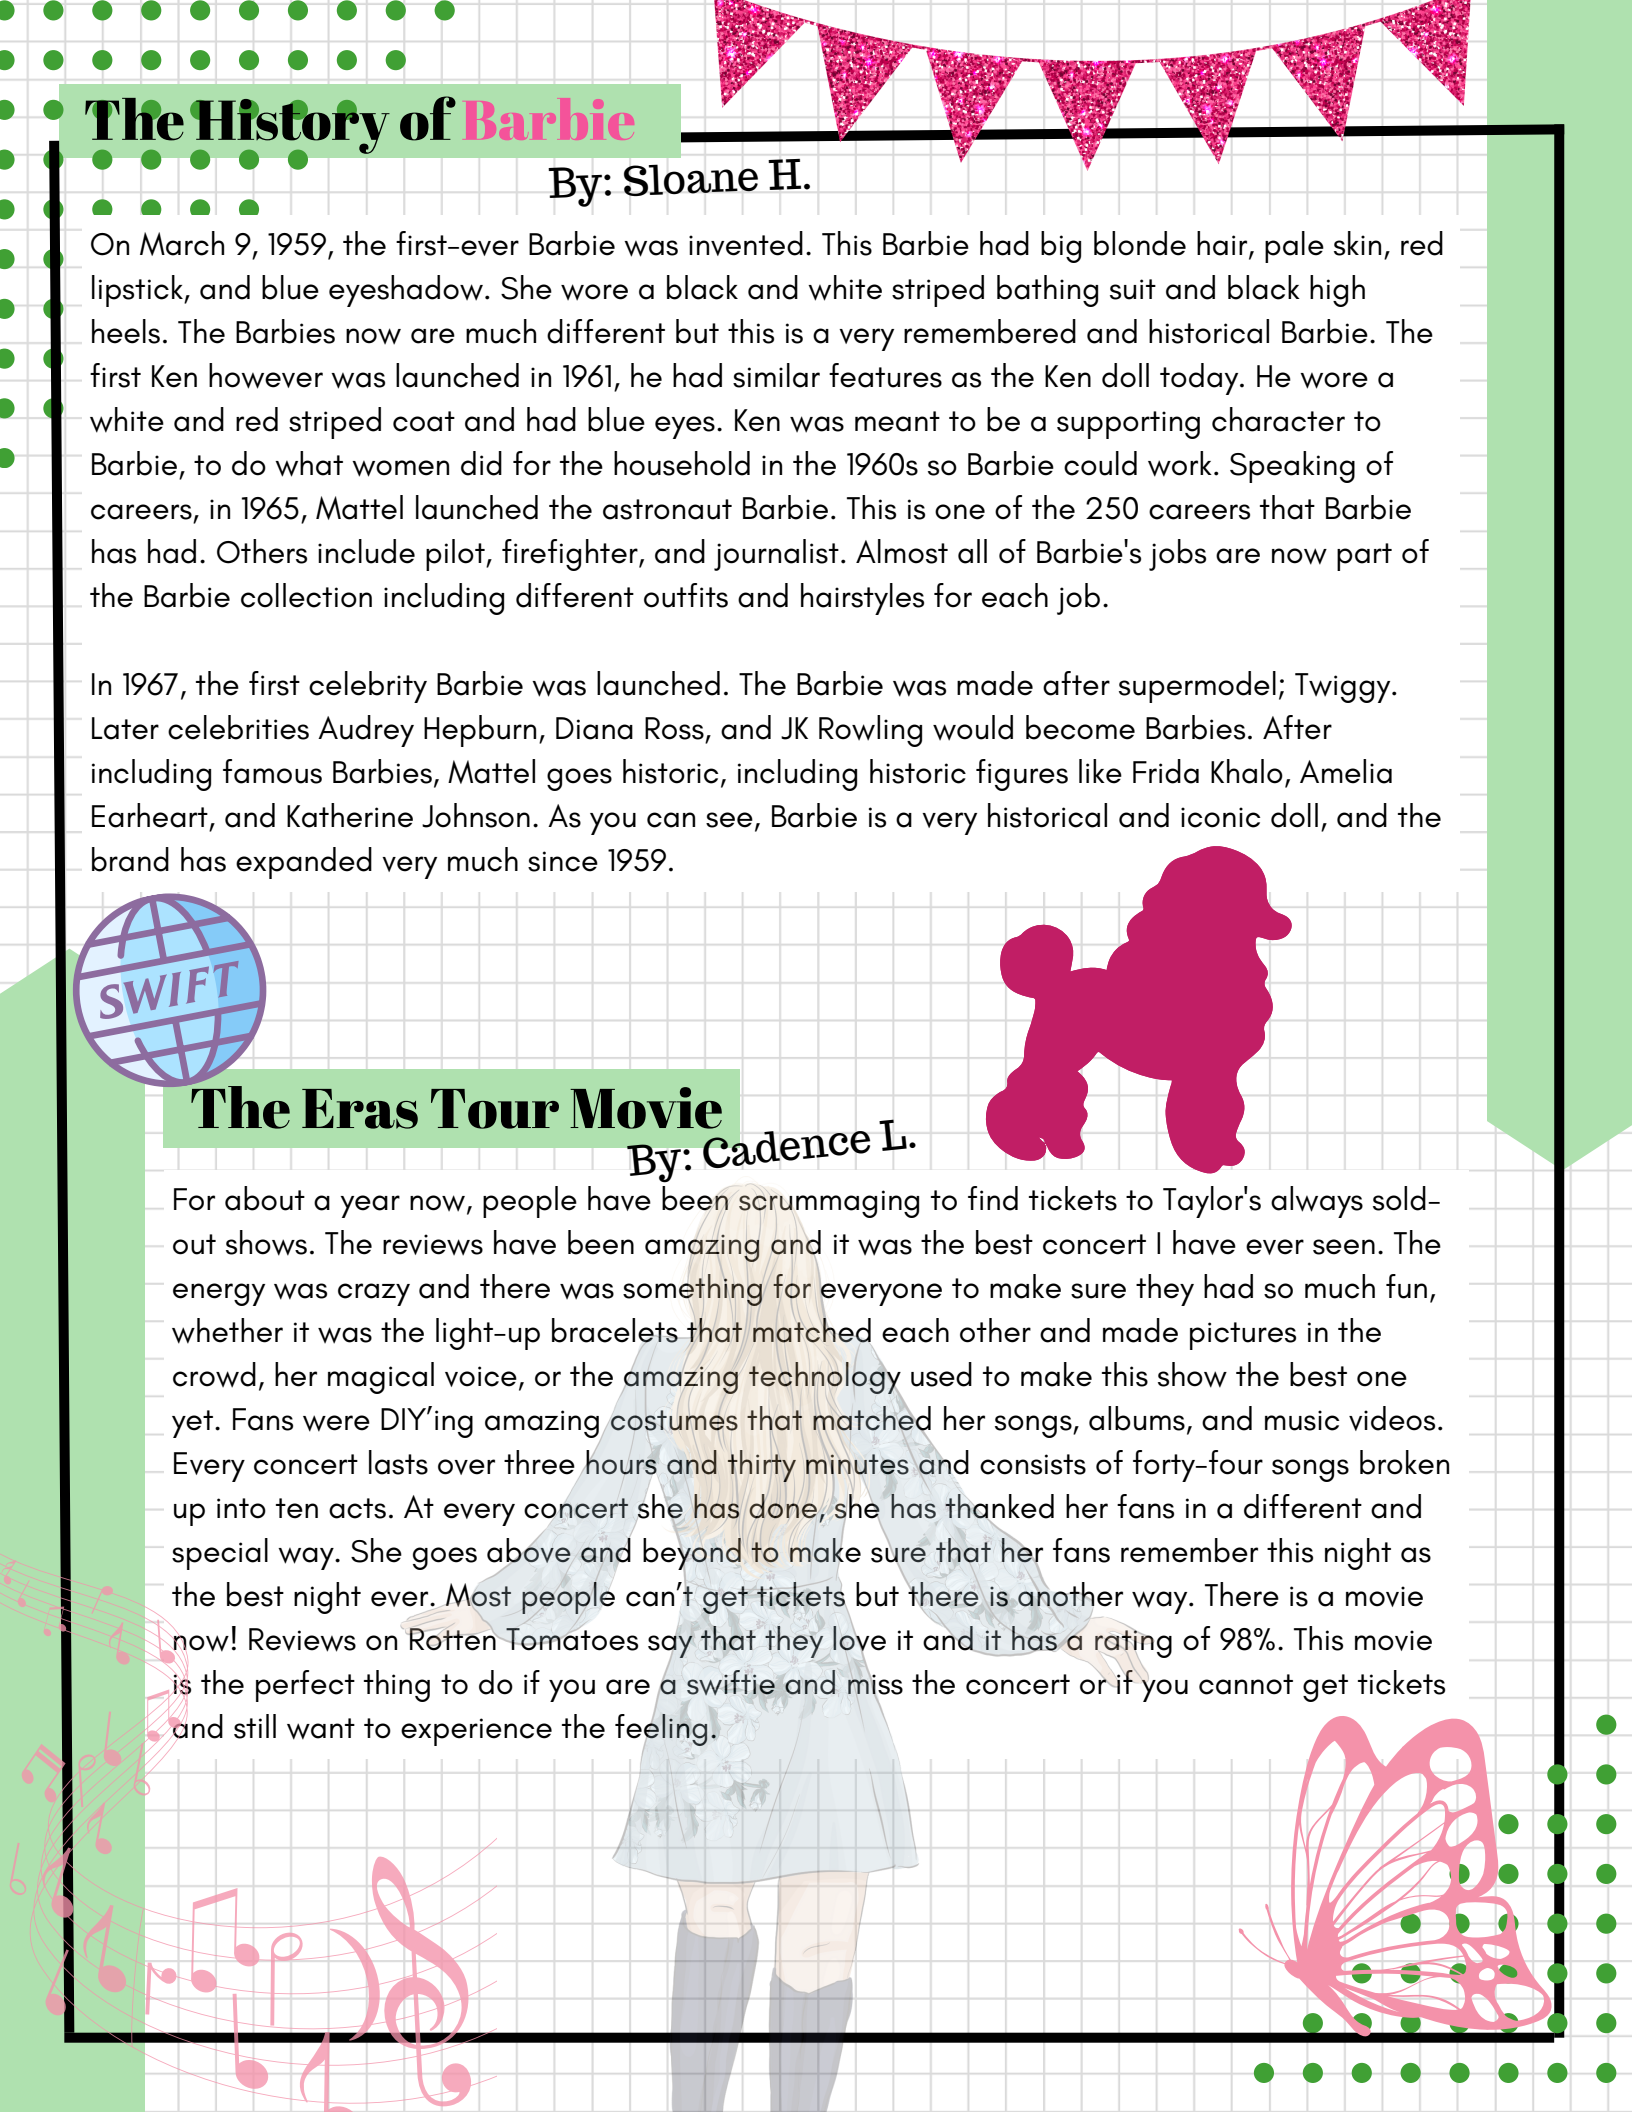 The History of Barbie
By: Sloane H.
On March 9, 1959, the first-ever Barbie was invented. This Barbie had big blonde hair, pale skin, red
lipstick, and blue eyeshadow. She wore a black and white striped bathing suit and black high
heels. The Barbies now are much different but this is a very remembered and historical Barbie. The
first Ken however was launched in 1961, he had similar features as the Ken doll today. He wore a
white and red striped coat and had blue eyes. Ken was meant to be a supporting character to
Barbie, to do what women did for the household in the 1960s so Barbie could work. Speaking of
careers, in 1965, Mattel launched the astronaut Barbie. This is one of the 250 careers that Barbie
has had. Others include pilot, firefighter, and journalist. Almost all of Barbie's jobs are now part of
the Barbie collection including different outfits and hairstyles for each job.
In 1967, the first celebrity Barbie was launched. The Barbie was made after supermodel; Twiggy.
Later celebrities Audrey Hepburn, Diana Ross, and JK Rowling would become Barbies. After
including famous Barbies, Mattel goes historic, including historic figures like Frida Khalo, Amelia
Earheart, and Katherine Johnson. As you can see, Barbie is a very historical and iconic doll, and the
brand has expanded very much since 1959.
SWIFT
The Eras Tour Movie
By: Cadence L.
For about a year now, people have been scrummaging to find tickets to Taylor's always sold-
out shows. The reviews have been amazing and it was the best concert I have ever seen. The
energy was crazy and there was something for everyone to make sure they had so much fun,
whether it was the light-up bracelets that matched each other and made pictures in the
crowd, her magical voice, or the amazing technology used to make this show the best one
yet. Fans were DIY’ing amazing costumes that matched her songs, albums, and music videos.
Every concert lasts over three hours and thirty minutes and consists of forty-four songs broken
up into ten acts. At every concert she has done, she has thanked her fans in a different and
special way. She goes above and beyond to make sure that her fans remember this night as
the best night ever. Most people can’t get tickets but there is another way. There is a movie
now! Reviews on Rotten Tomatoes say that they love it and it has a rating of 98%. This movie
is the perfect thing to do if you are a swiftie and miss the concert or if you cannot get tickets
and still want to experience the feeling.